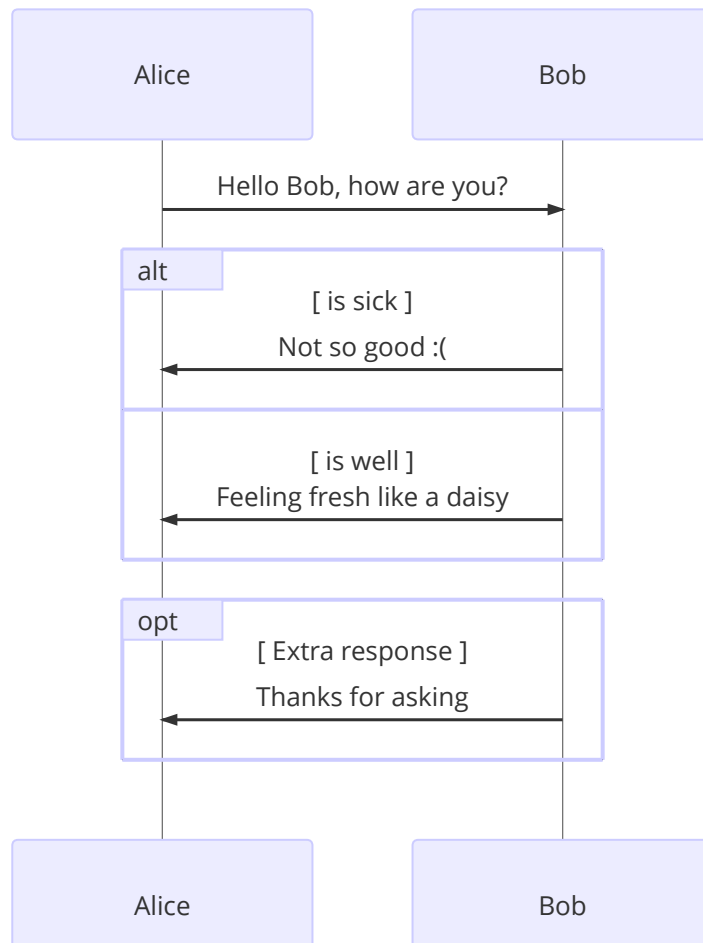 Alice
Bob
Hello Bob, how are you?
alt
[ is sick ]
Not so good :(
[ is well ]
Feeling fresh like a daisy
opt
[ Extra response ]
Thanks for asking
Alice
Bob